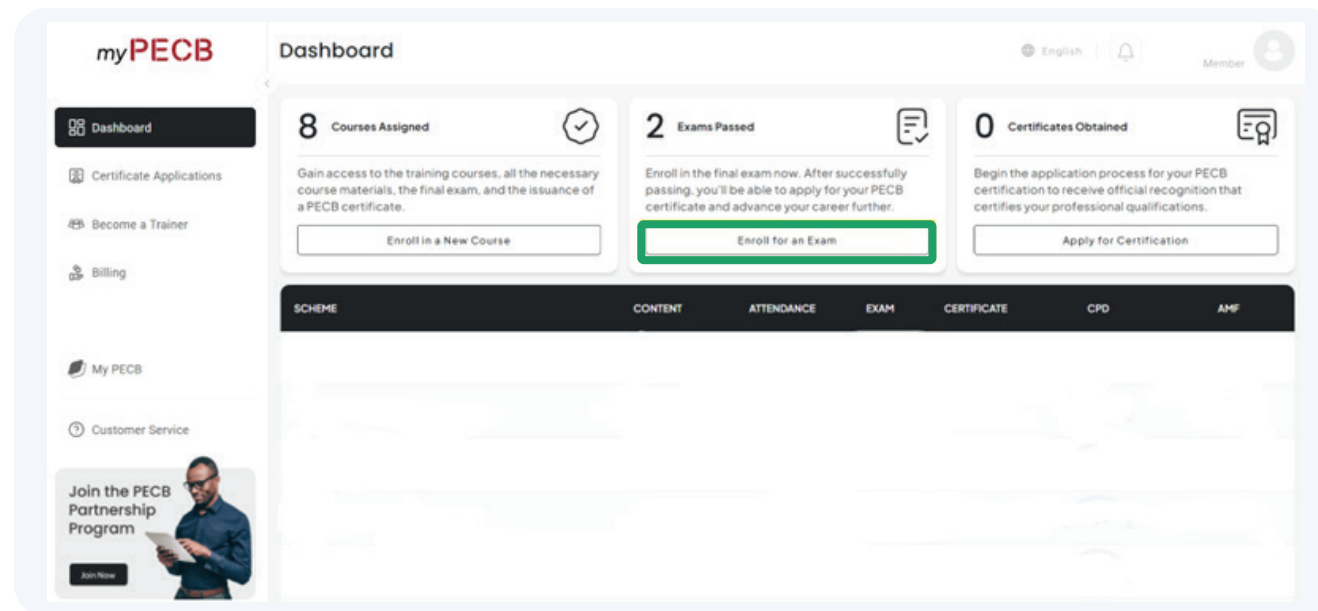 myPECB
Dashboard
English
Member
Dashboard
Certificate Applications
Become a Trainer
Billing
My PECB
Customer Service
Join the PECB
Partnership
Program
Join Now
8 Courses Assigned
Gain access to the training courses, all the necessary
course materials, the final exam, and the issuance of
a PECB certificate.
Enroll in a New Course
2 Exams Passed
Enroll in the final exam now. After successfully
passing, you'll be able to apply for your PECB
certificate and advance your career further.
Enroll for an Exam
0 Certificates Obtained
Begin the application process for your PECB
certification to receive official recognition that
certifies your professional qualifications.
Apply for Certification
SCHEME CONTENT ATTENDANCE EXAM CERTIFICATE CPD AMF